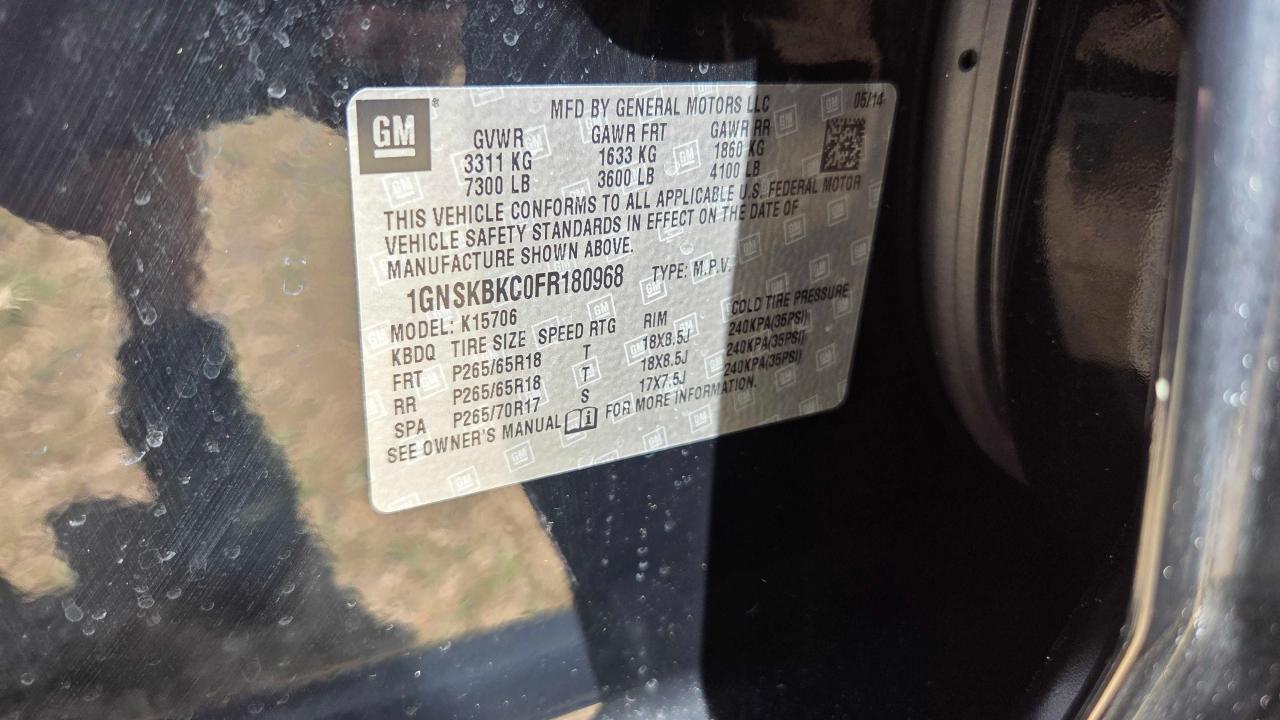 GM ® MFD BY GENERAL MOTORS LLC 05/14
GVWR GAWR FRT GAWR RR
3311 KG 1633 KG 1860 KG
7300 LB 3600 LB 4100 LB
THIS VEHICLE CONFORMS TO ALL APPLICABLE U.S. FEDERAL MOTOR
VEHICLE SAFETY STANDARDS IN EFFECT ON THE DATE OF
MANUFACTURE SHOWN ABOVE.
1GNSKBKC0FR180968 TYPE: M.P.V.
MODEL: K15706
KBDQ TIRE SIZE SPEED RTG RIM COLD TIRE PRESSURE
FRT P265/65R18 T 18X8.5J 240KPA(35PSI)
RR P265/65R18 T 18X8.5J 240KPA(35PSI)
SPA P265/70R17 S 17X7.5J 240KPA(35PSI)
SEE OWNER'S MANUAL FOR MORE INFORMATION.